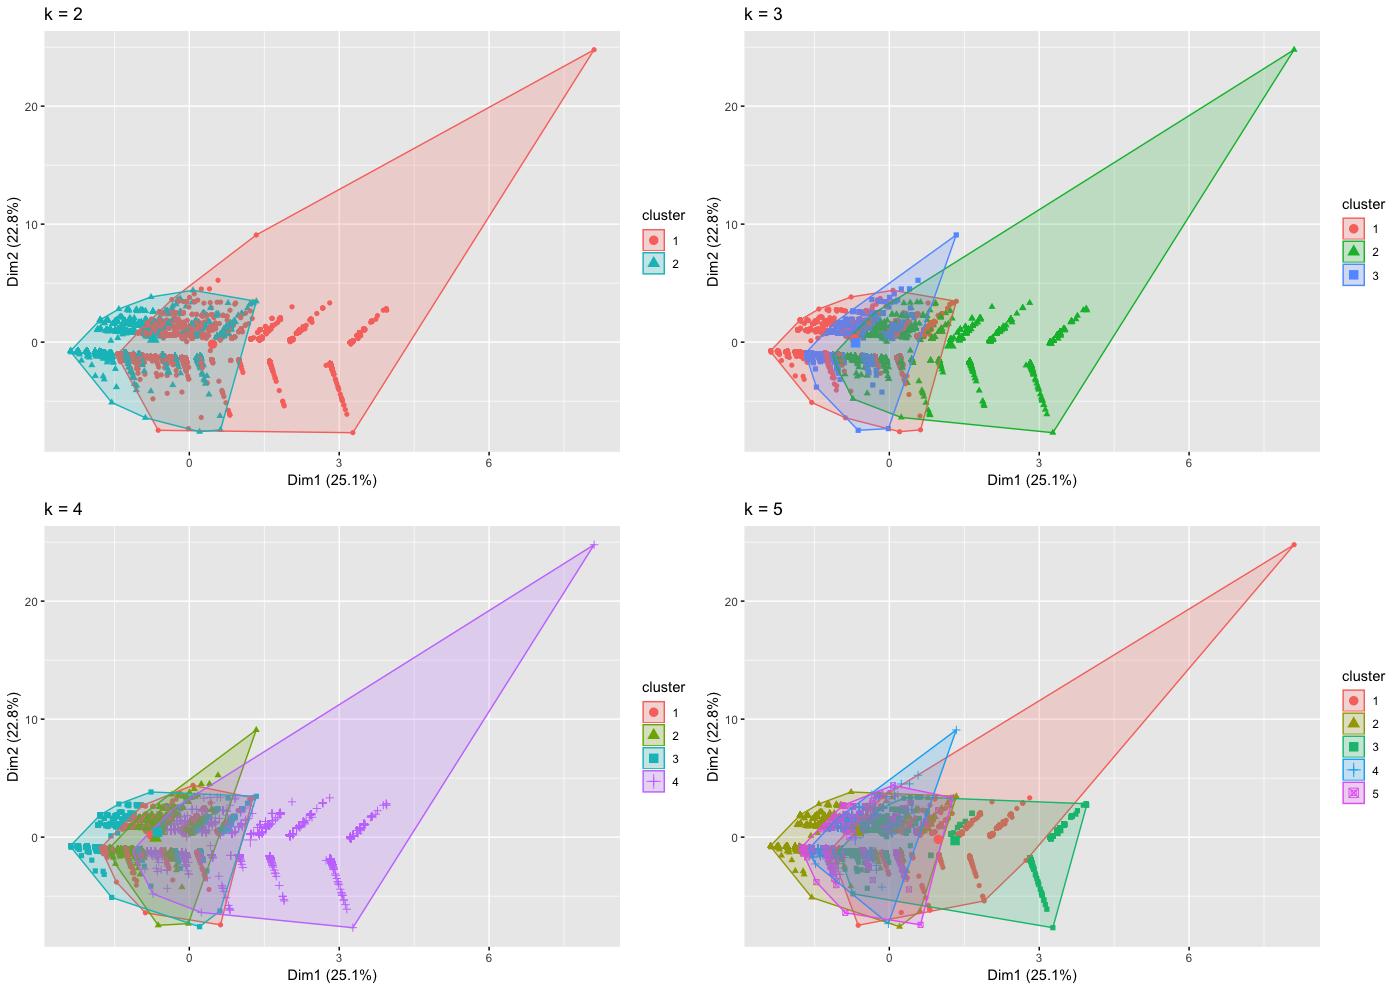 k = 2
20
10
0
0
3
6
Dim2 (22.8%)
Dim1 (25.1%)
cluster
1
2
k = 3
20
10
0
0
3
6
Dim2 (22.8%)
Dim1 (25.1%)
cluster
1
2
3
k = 4
20
10
0
0
3
6
Dim2 (22.8%)
Dim1 (25.1%)
cluster
1
2
3
4
k = 5
20
10
0
0
3
6
Dim2 (22.8%)
Dim1 (25.1%)
cluster
1
2
3
4
5